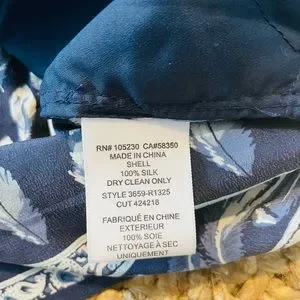 RN# 105230 CA#58350
MADE IN CHINA
SHELL
100% SILK
DRY CLEAN ONLY
STYLE 3659-R1325
CUT 424218
FABRIQUÉ EN CHINE
EXTERIEUR
100% SOIE
NETTOYAGE À SEC
UNIQUEMENT